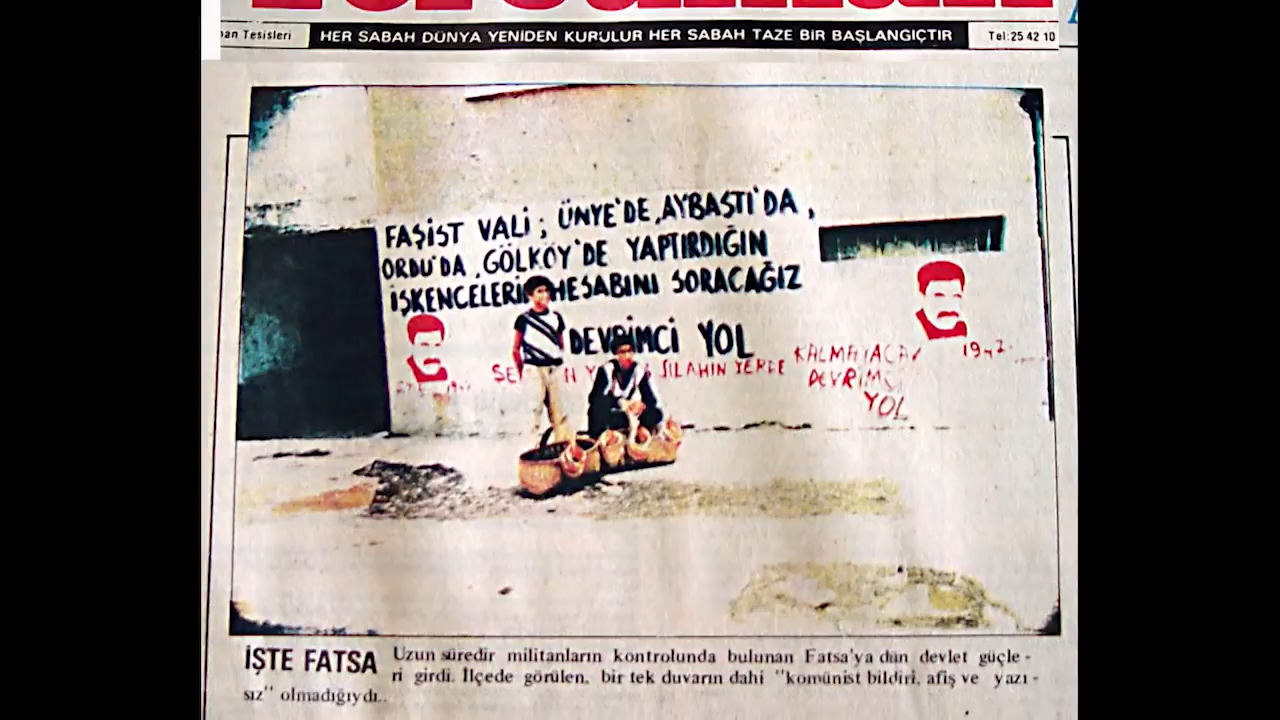 Tercüman
an Tesisleri
HER SABAH DÜNYA YENİDEN KURULUR HER SABAH TAZE BİR BAŞLANGIÇTIR
Tel:25 42 10
FAŞİST VALİ; ÜNYE'DE, AYBASTI'DA,
ORDU'DA, GÖLKÖY'DE YAPTIRDIĞIN
İŞKENCELERİN HESABINI SORACAĞIZ
DEVRİMCİ YOL
SİLAHIN YERDE KALMAYACAK
DEVRİMCİ
YOL
İŞTE FATSA Uzun süredir militanların kontrolunda bulunan Fatsa'ya dün devlet güçle-
ri girdi. İlçede görülen, bir tek duvarın dahi "komünist bildiri, afiş ve yazı-
sız" olmadığıydı..